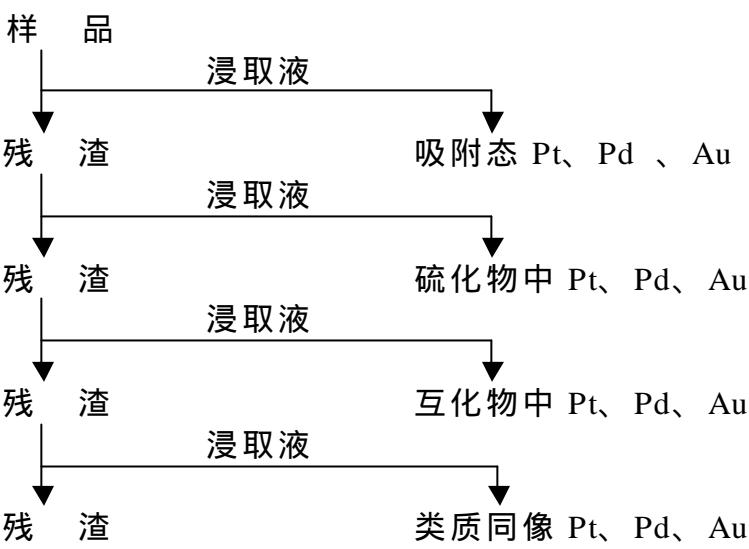 样 品
浸取液
残 渣 吸附态 Pt、 Pd 、 Au
浸取液
残 渣 硫化物中 Pt、 Pd、 Au
浸取液
残 渣 互化物中 Pt、 Pd、 Au
浸取液
残 渣 类质同像 Pt、 Pd、 Au